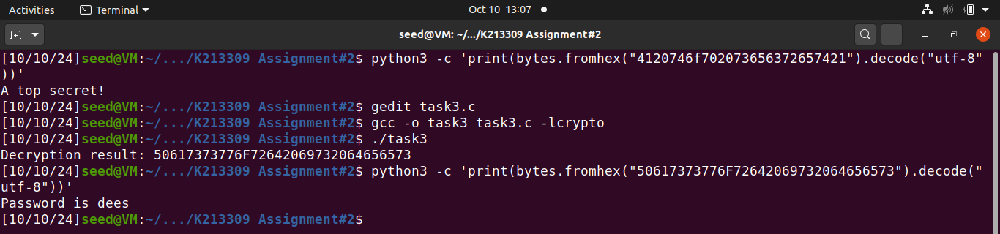 Activities Terminal Oct 10 13:07
seed@VM: ~/.../K213309 Assignment#2
[10/10/24]seed@VM:~/.../K213309 Assignment#2$ python3 -c 'print(bytes.fromhex("4120746f702073656372657421").decode("utf-8"
))'
A top secret!
[10/10/24]seed@VM:~/.../K213309 Assignment#2$ gedit task3.c
[10/10/24]seed@VM:~/.../K213309 Assignment#2$ gcc -o task3 task3.c -lcrypto
[10/10/24]seed@VM:~/.../K213309 Assignment#2$ ./task3
Decryption result: 50617373776F72642069732064656573
[10/10/24]seed@VM:~/.../K213309 Assignment#2$ python3 -c 'print(bytes.fromhex("50617373776F72642069732064656573").decode("
utf-8"))'
Password is dees
[10/10/24]seed@VM:~/.../K213309 Assignment#2$